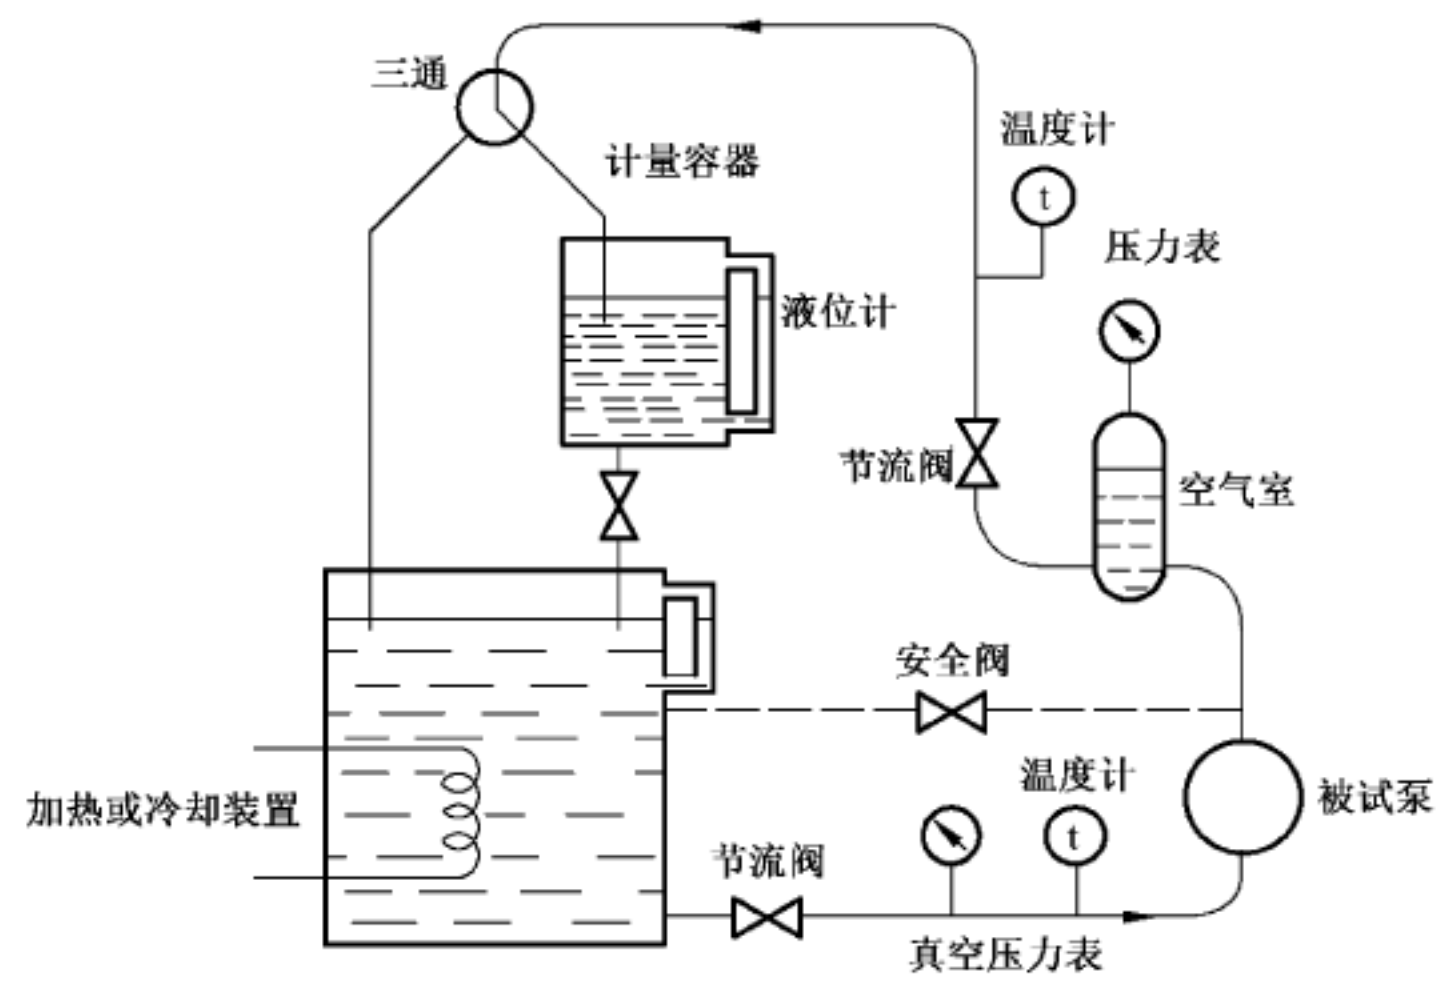 三通
温度计
t
计量容器
压力表
液位计
节流阀
空气室
安全阀
温度计
加热或冷却装置
被试泵
t
节流阀
真空压力表